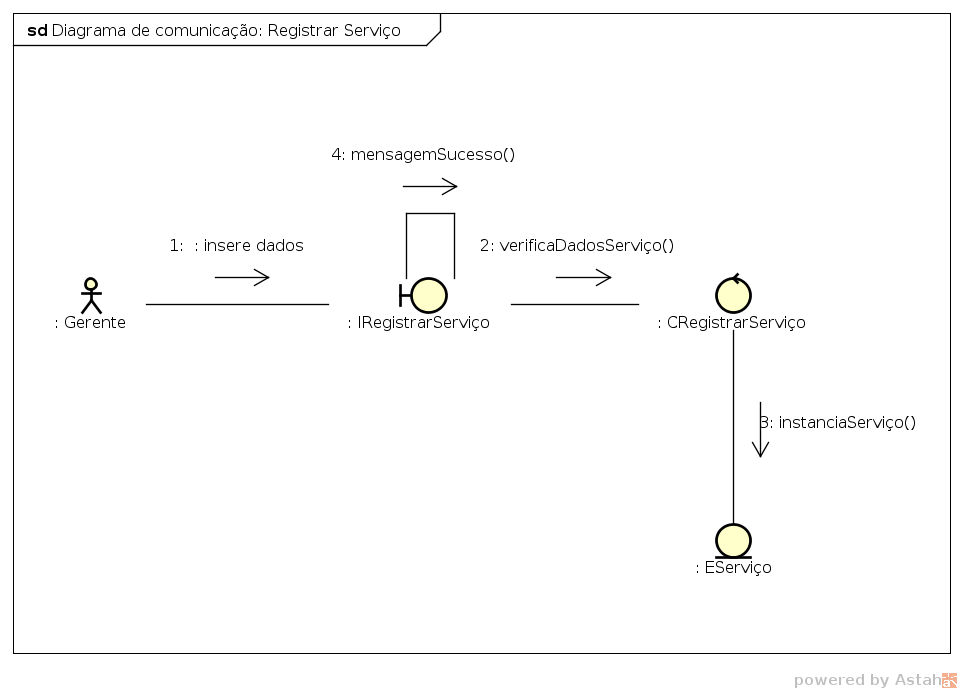 sd Diagrama de comunicação: Registrar Serviço
4: mensagemSucesso()
1:  : insere dados
2: verificaDadosServiço()
: Gerente
: IRegistrarServiço
: CRegistrarServiço
3: instanciaServiço()
: EServiço
powered by Astah